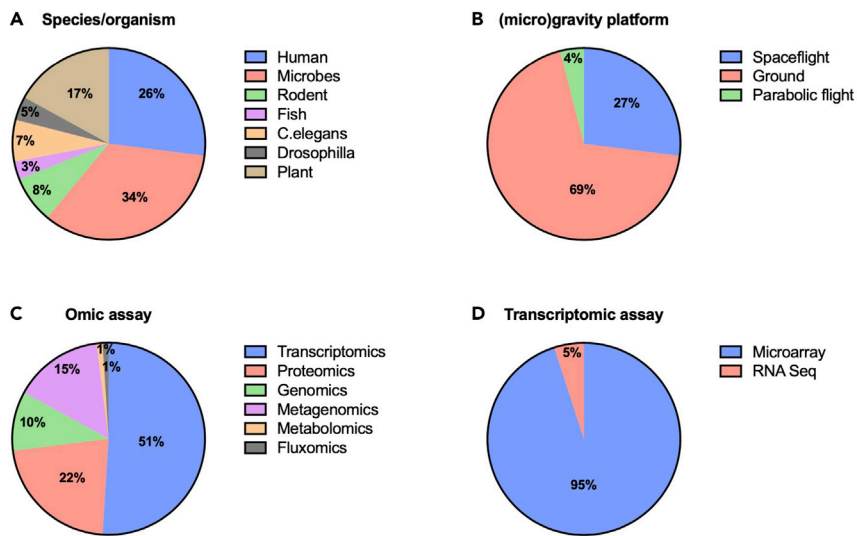 A Species/organism
Human
Microbes
Rodent
Fish
C.elegans
Drosophilla
Plant
26%
34%
8%
3%
7%
5%
17%
B (micro)gravity platform
Spaceflight
Ground
Parabolic flight
4%
27%
69%
C Omic assay
Transcriptomics
Proteomics
Genomics
Metagenomics
Metabolomics
Fluxomics
51%
22%
10%
15%
1%
1%
D Transcriptomic assay
Microarray
RNA Seq
5%
95%